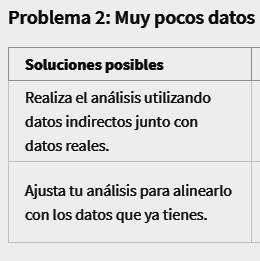 Problema 2: Muy pocos datos
Soluciones posibles
Realiza el análisis utilizando
datos indirectos junto con
datos reales.
Ajusta tu análisis para alinearlo
con los datos que ya tienes.